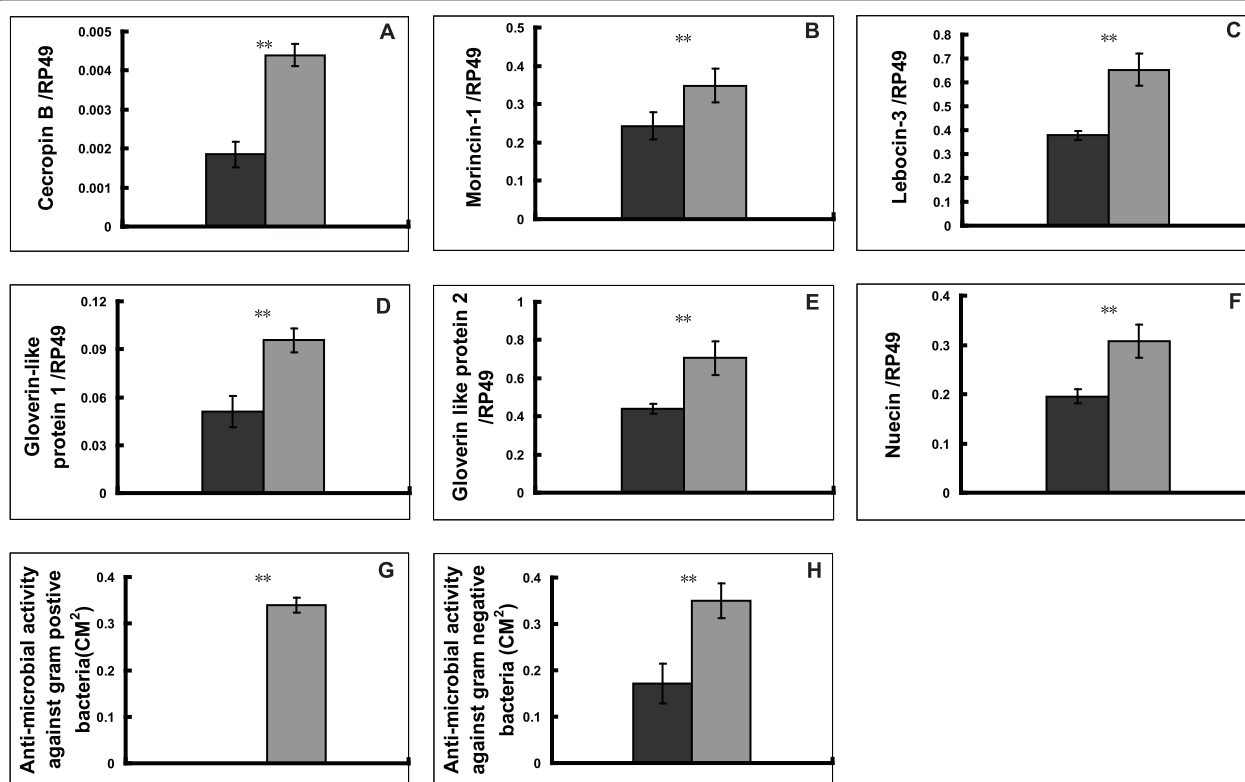 A
Cecropin B /RP49
0.005
0.004
0.003
0.002
0.001
0
**
B
Morincin-1 /RP49
0.5
0.4
0.3
0.2
0.1
0
**
C
Lebocin-3 /RP49
0.8
0.7
0.6
0.5
0.4
0.3
0.2
0.1
0
**
D
Gloverin-like
protein 1 /RP49
0.12
0.09
0.06
0.03
0
**
E
Gloverin like protein 2
/RP49
1
0.8
0.6
0.4
0.2
0
**
F
Nuecin /RP49
0.4
0.3
0.2
0.1
0
**
G
Anti-microbial activity
against gram postive
bacteria(CM²)
0.4
0.3
0.2
0.1
0
**
H
Anti-microbial activity
against gram negative
bacteria (CM²)
0.4
0.3
0.2
0.1
0
**